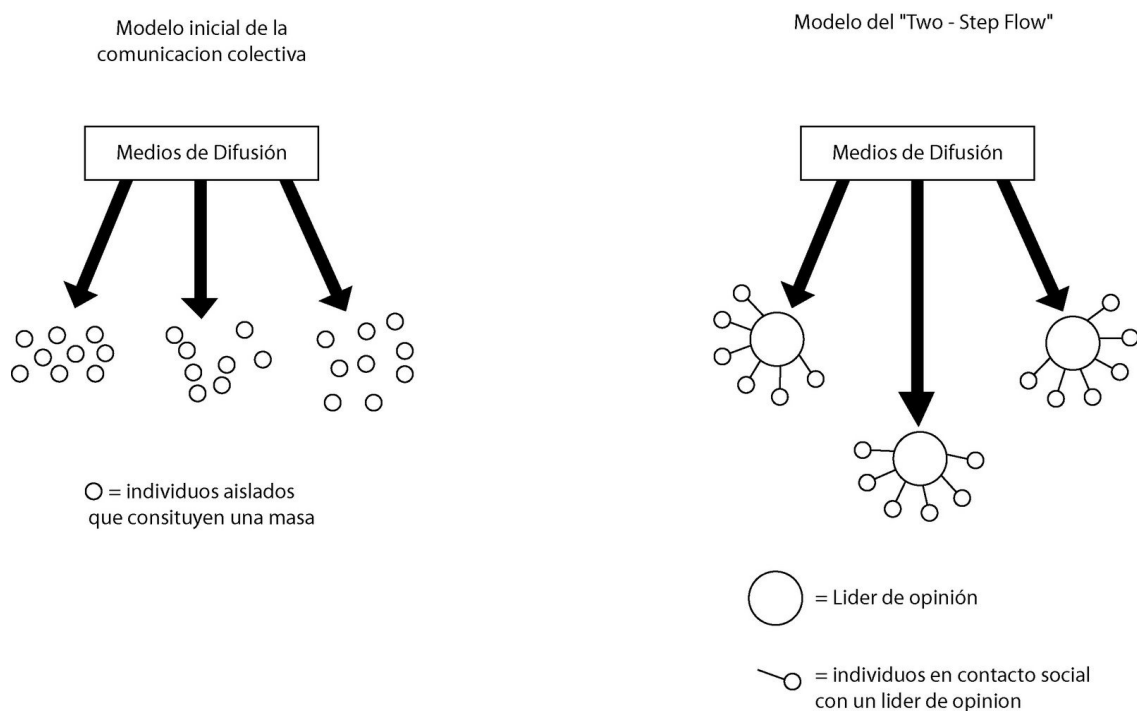 Modelo inicial de la
comunicacion colectiva
Medios de Difusión
= individuos aislados
que consituyen una masa
Modelo del "Two - Step Flow"
Medios de Difusión
= Lider de opinión
= individuos en contacto social
con un lider de opinion